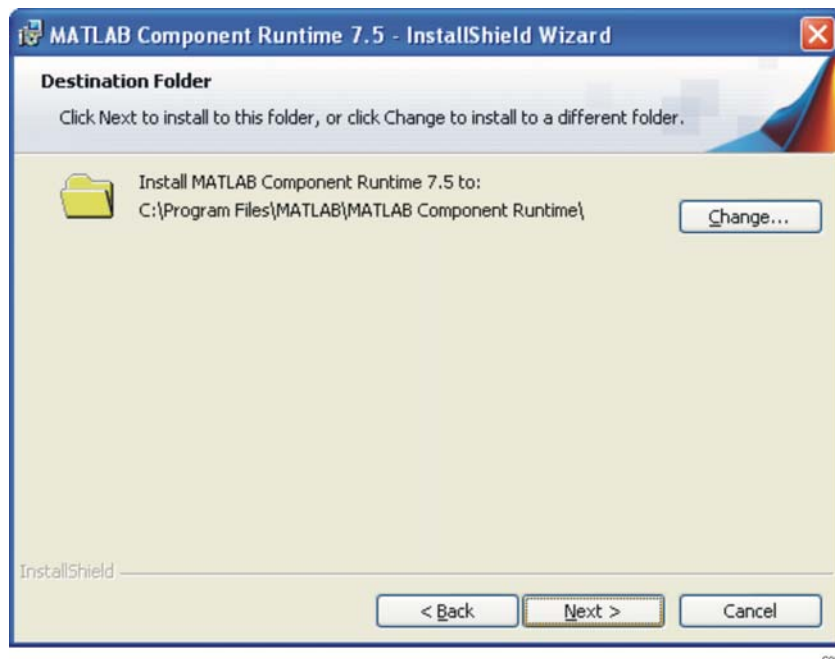 MATLAB Component Runtime 7.5 - InstallShield Wizard
Destination Folder
Click Next to install to this folder, or click Change to install to a different folder.
Install MATLAB Component Runtime 7.5 to:
C:\Program Files\MATLAB\MATLAB Component Runtime\
Change...
InstallShield
< Back
Next >
Cancel